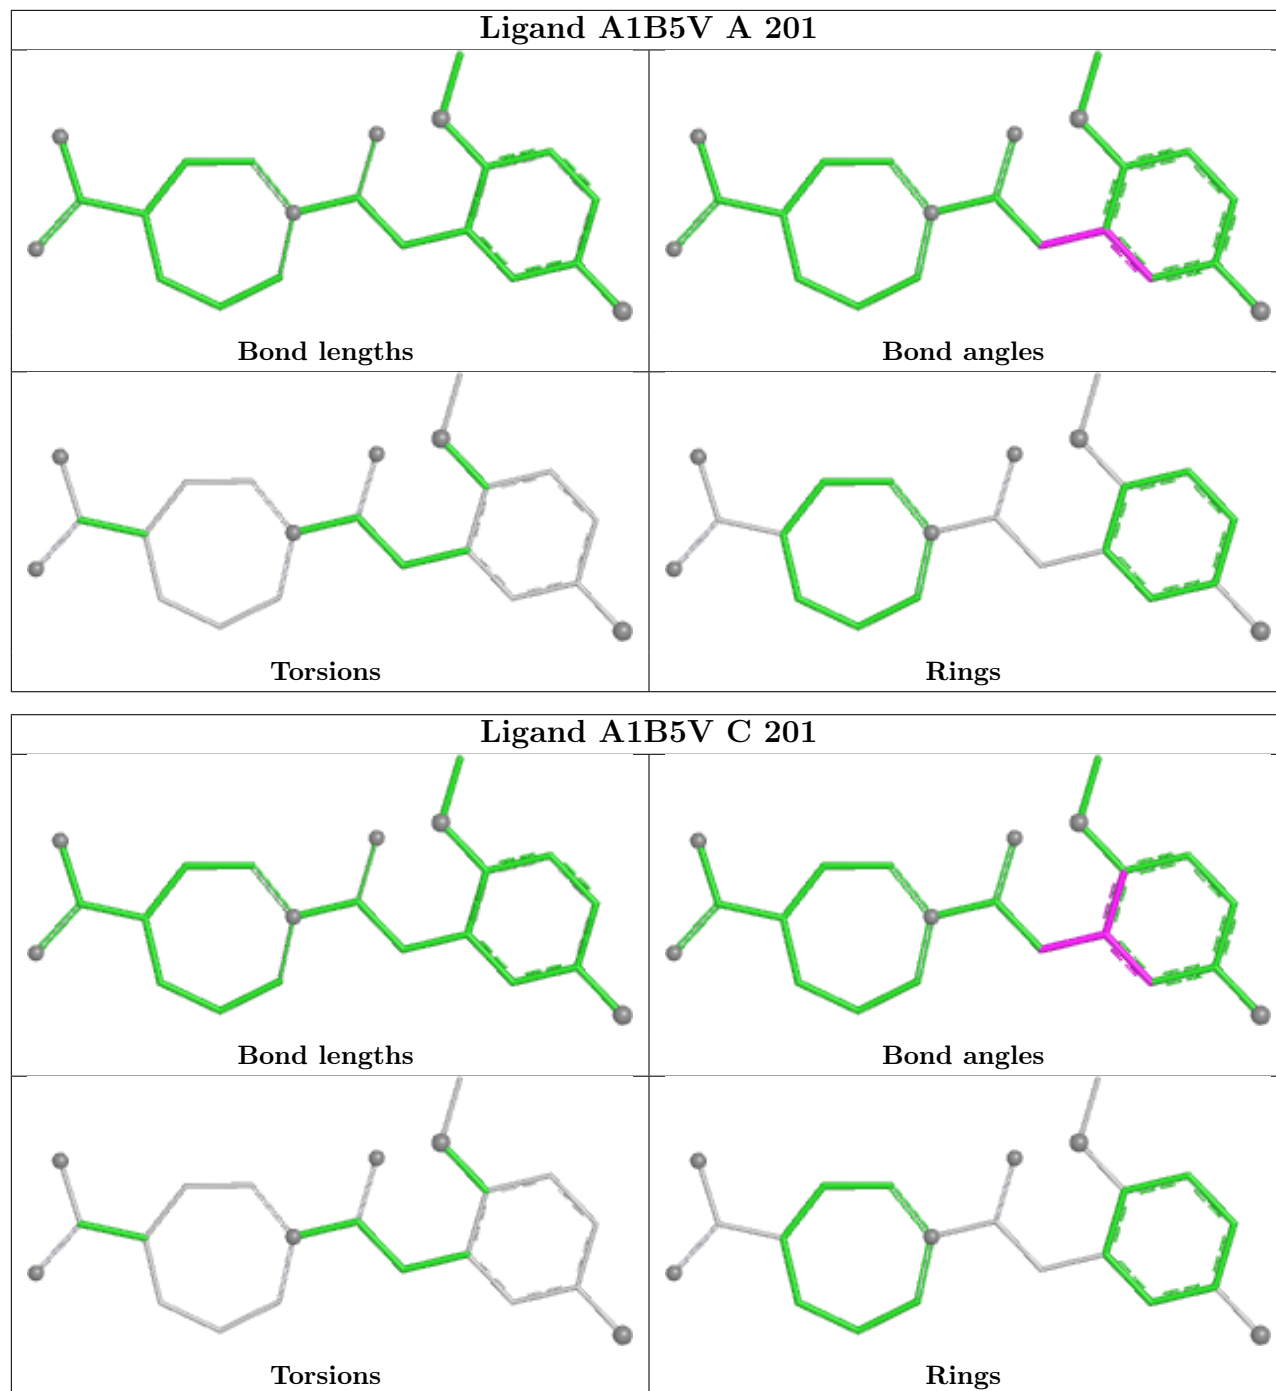 Ligand A1B5V A 201
Bond lengths
Bond angles
Torsions
Rings
Ligand A1B5V C 201
Bond lengths
Bond angles
Torsions
Rings